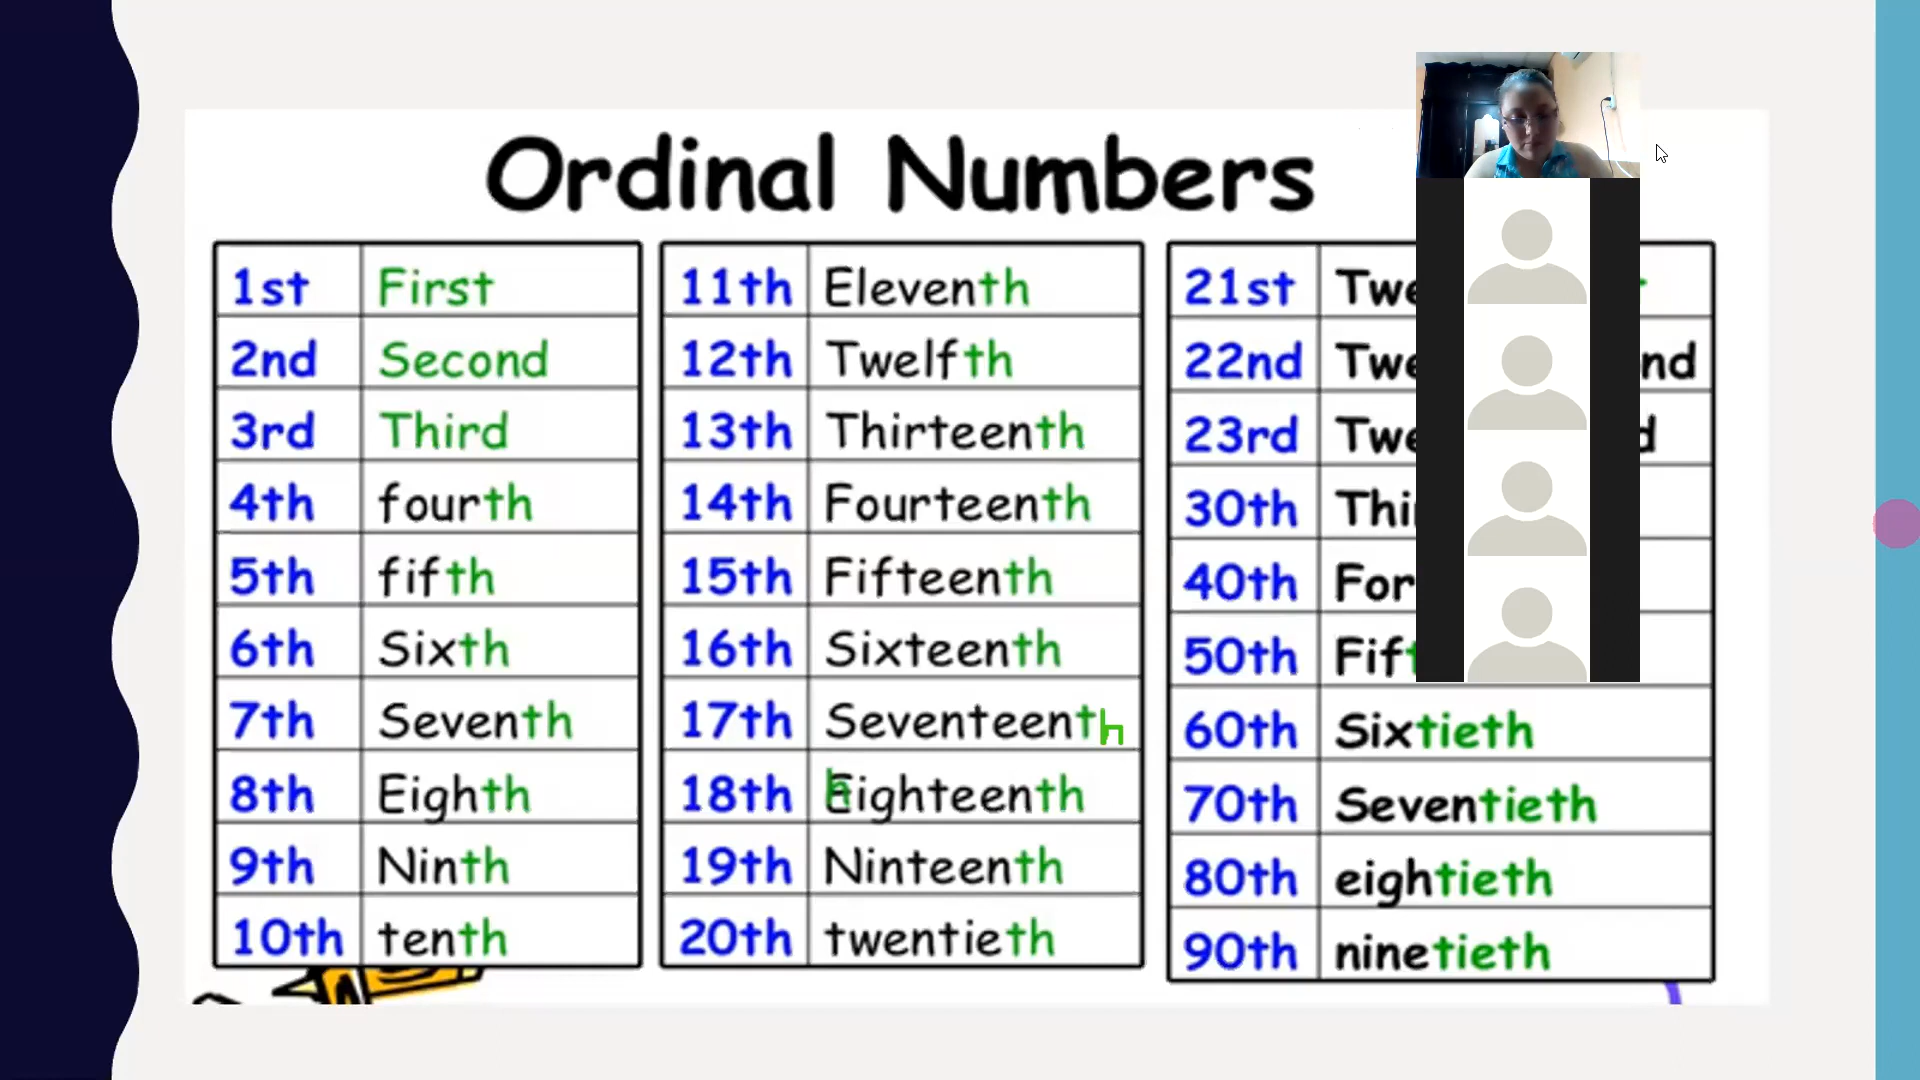 Ordinal Numbers
1st First
2nd Second
3rd Third
4th fourth
5th fifth
6th Sixth
7th Seventh
8th Eighth
9th Ninth
10th tenth
11th Eleventh
12th Twelfth
13th Thirteenth
14th Fourteenth
15th Fifteenth
16th Sixteenth
17th Seventeenth
18th Eighteenth
19th Ninteenth
20th twentieth
21st
22nd
23rd
30th
40th
50th
60th Sixtieth
70th Seventieth
80th eightieth
90th ninetieth